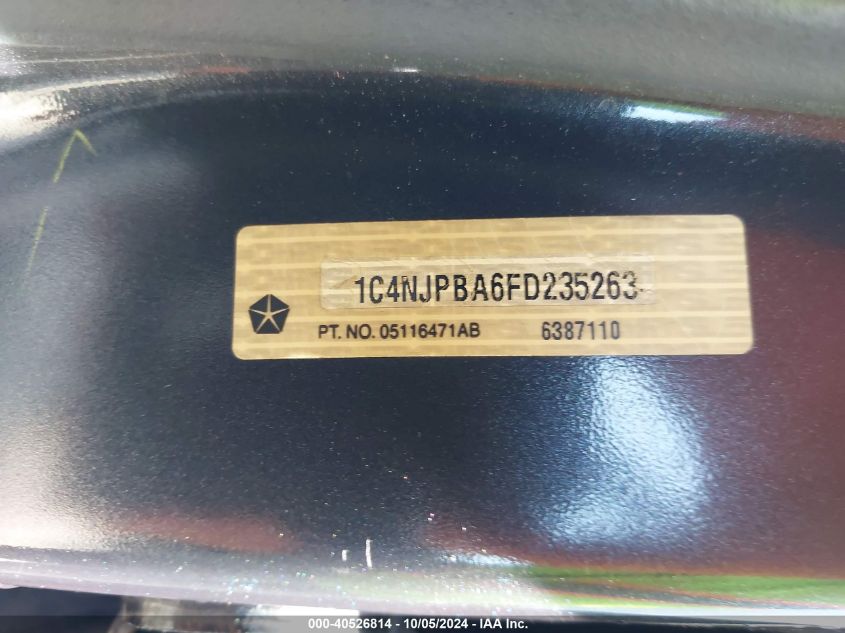 1C4NJPBA6FD235263
PT. NO. 05116471AB 6387110
000-40526814 - 10/05/2024 - IAA Inc.